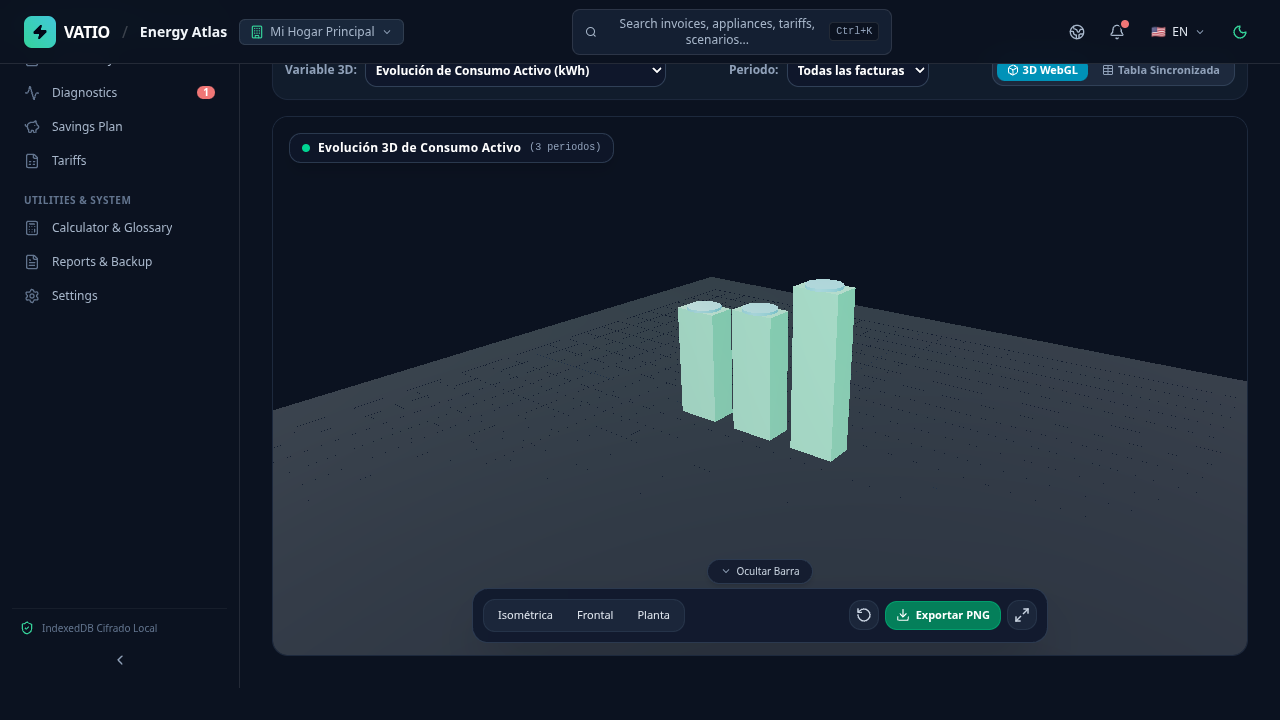 VATIO / Energy Atlas
Mi Hogar Principal
Search invoices, appliances, tariffs,
scenarios...
Ctrl+K
EN
Diagnostics
1
Savings Plan
Tariffs
UTILITIES & SYSTEM
Calculator & Glossary
Reports & Backup
Settings
IndexedDB Cifrado Local
Variable 3D:
Evolución de Consumo Activo (kWh)
Periodo:
Todas las facturas
3D WebGL
Tabla Sincronizada
Evolución 3D de Consumo Activo (3 periodos)
Ocultar Barra
Isométrica
Frontal
Planta
Exportar PNG